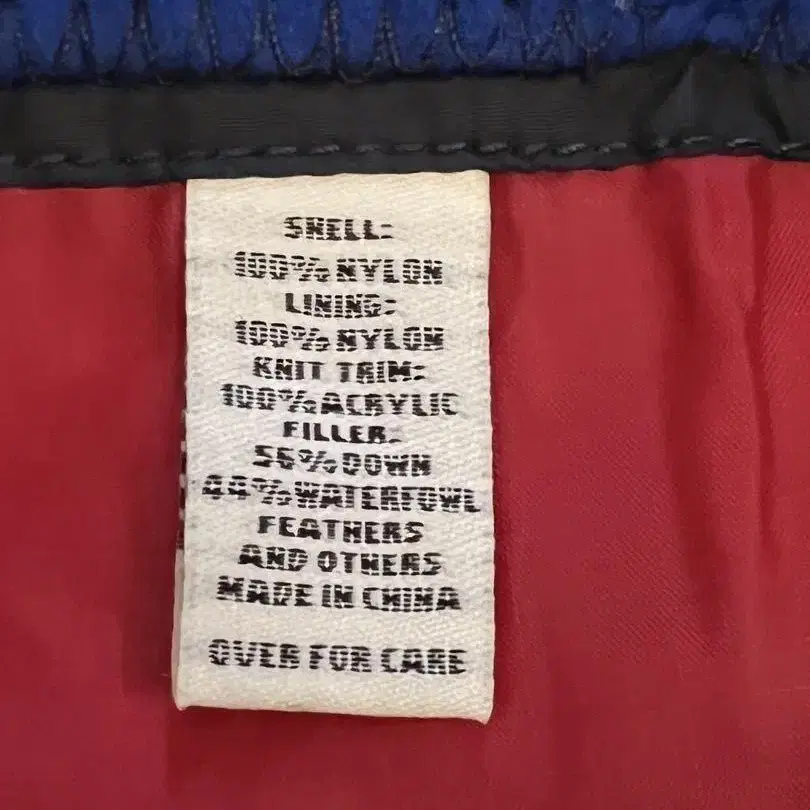 SHELL:
100% NYLON
LINING:
100% NYLON
KNIT TRIM:
100% ACRYLIC
FILLER:
56% DOWN
44% WATERFOWL
FEATHERS
AND OTHERS
MADE IN CHINA
OVER FOR CARE